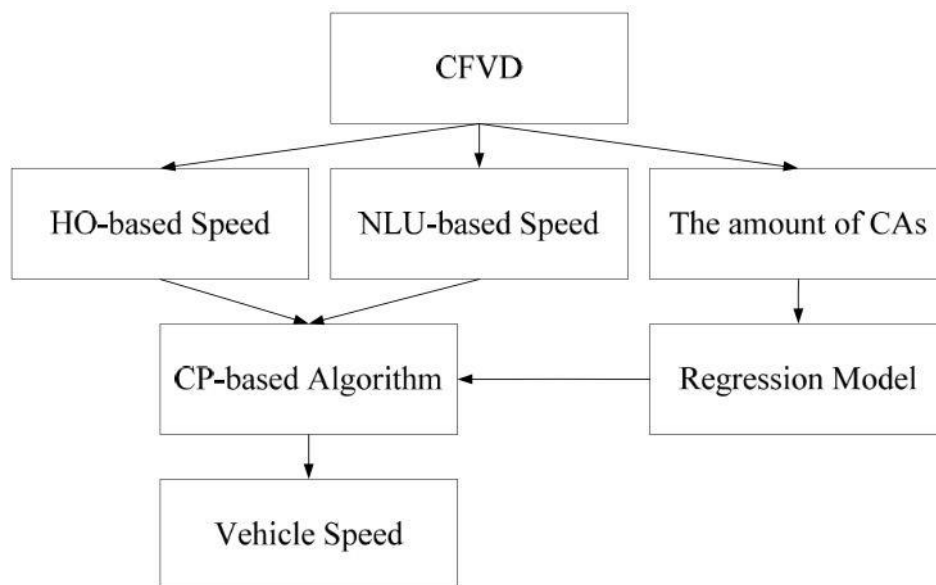 CFVD
HO-based Speed
NLU-based Speed
The amount of CAs
CP-based Algorithm
Regression Model
Vehicle Speed